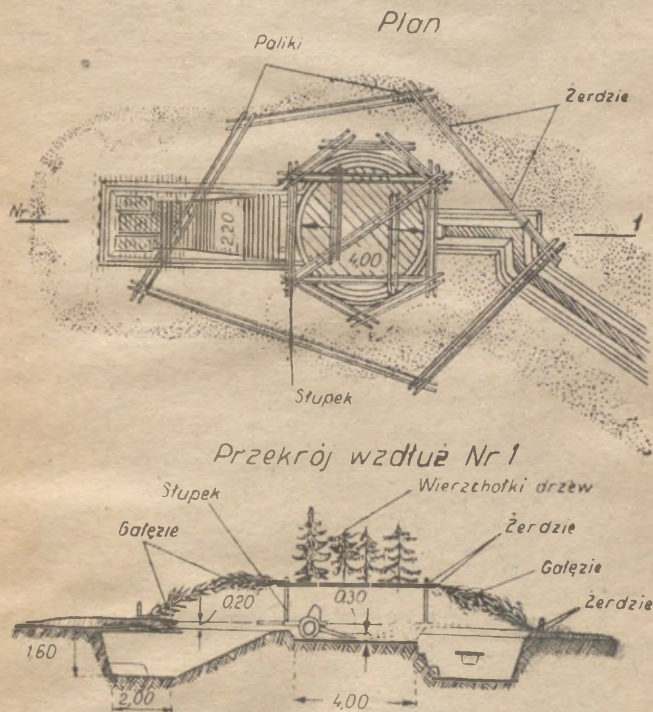 Plan
Paliki
Żerdzie
Nr
1
2,20
4,00
Słupek
Przekrój wzdłuż Nr 1
Słupek
Wierzchołki drzew
Gałęzie
Żerdzie
Gałęzie
0,20
0,30
Żerdzie
1,60
2,00
4,00